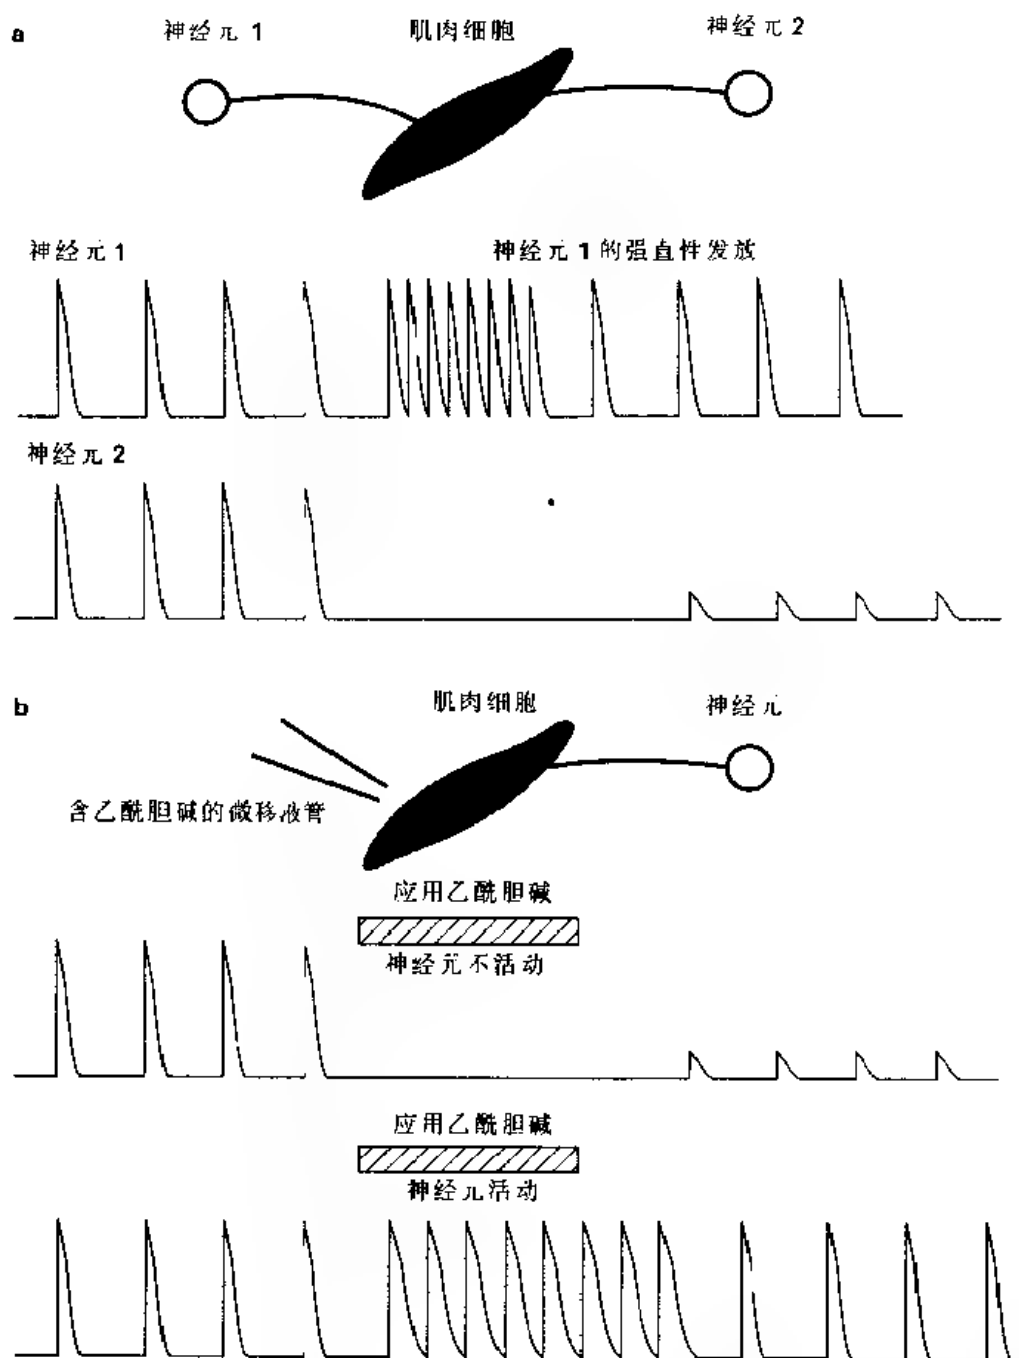 a
神经元 1 肌肉细胞 神经元 2
神经元 1 神经元 1 的强直性发放
神经元 2
b
肌肉细胞 神经元
含乙酰胆碱的微移液管
应用乙酰胆碱
神经元不活动
应用乙酰胆碱
神经元活动